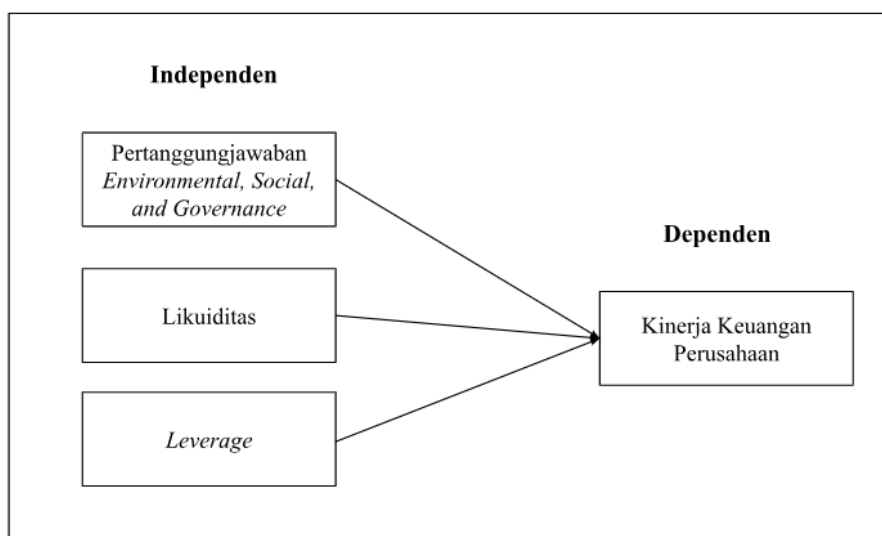 Independen
Pertanggungjawaban
Environmental, Social,
and Governance
Likuiditas
Leverage
Dependen
Kinerja Keuangan
Perusahaan